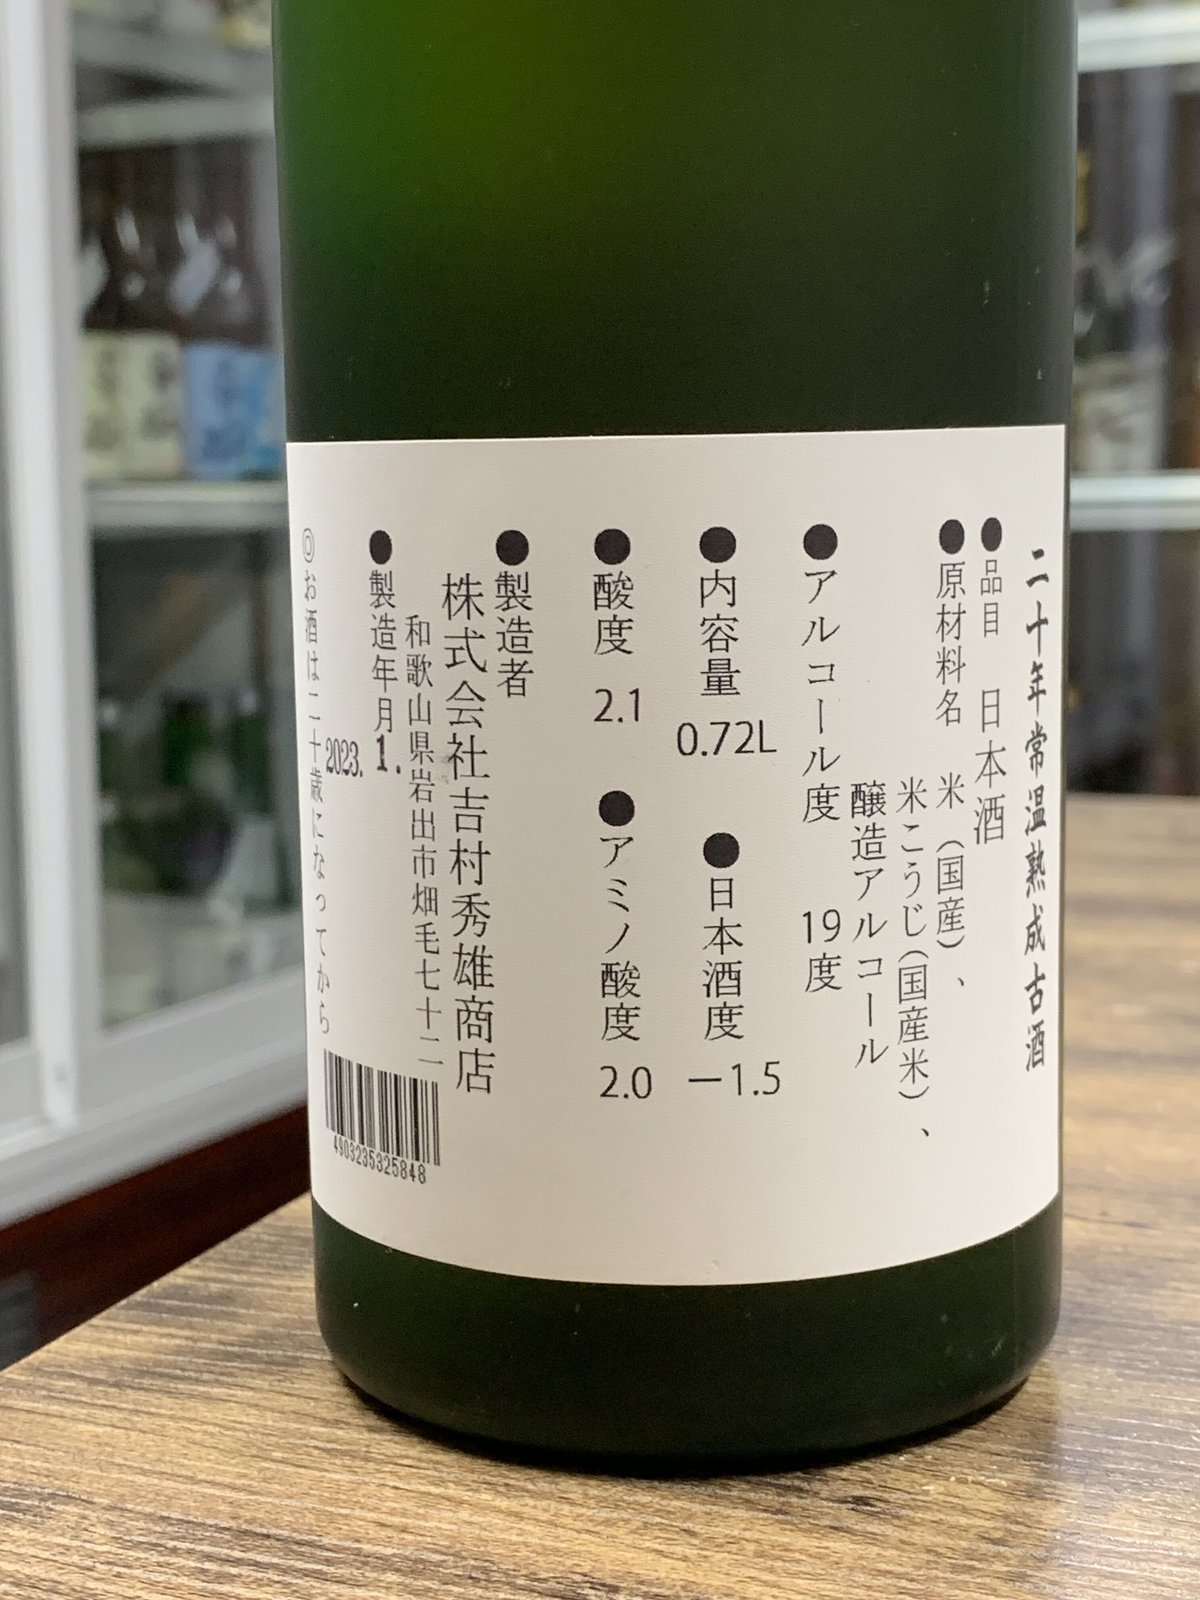 二十年常温熟成古酒
●品目 日本酒
●原材料名 米（国産）、
米こうじ（国産米）、
醸造アルコール
●アルコール度 19度
●内容量 0.72L ●日本酒度 －1.5
●酸度 2.1 ●アミノ酸度 2.0
●製造者
株式会社吉村秀雄商店
和歌山県岩出市畑毛七十二
●製造年月
2023. 1.
◎お酒は二十歳になってから
4903235325848